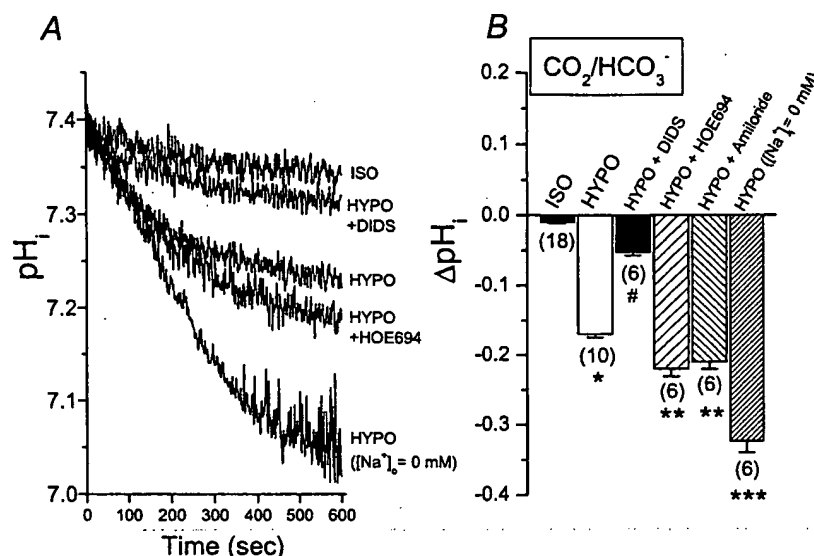 A
pHi
7.4
7.3
7.2
7.1
7.0
0
100
200
300
400
500
600
Time (sec)
ISO
HYPO
+DIDS
HYPO
HYPO
+HOE694
HYPO
([Na⁺]o = 0 mM)
B
CO₂/HCO₃⁻
ΔpHi
0.2
0.1
0.0
-0.1
-0.2
-0.3
-0.4
ISO
HYPO
HYPO + DIDS
HYPO + HOE694
HYPO + Amiloride
HYPO ([Na⁺]i = 0 mM)
(18)
(10)
*
(6)
#
(6)
**
(6)
**
(6)
***